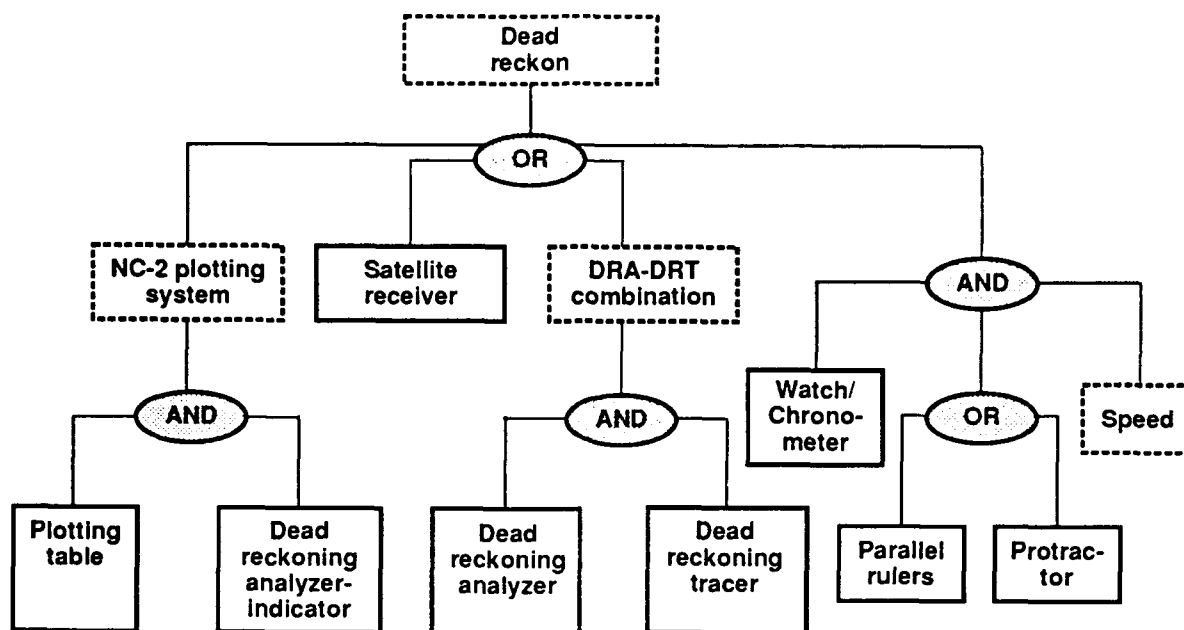 Dead
reckon
OR
NC-2 plotting
system
Satellite
receiver
DRA-DRT
combination
AND
AND
AND
Watch/
Chrono-
meter
OR
Speed
Plotting
table
Dead
reckoning
analyzer-
indicator
Dead
reckoning
analyzer
Dead
reckoning
tracer
Parallel
rulers
Protrac-
tor